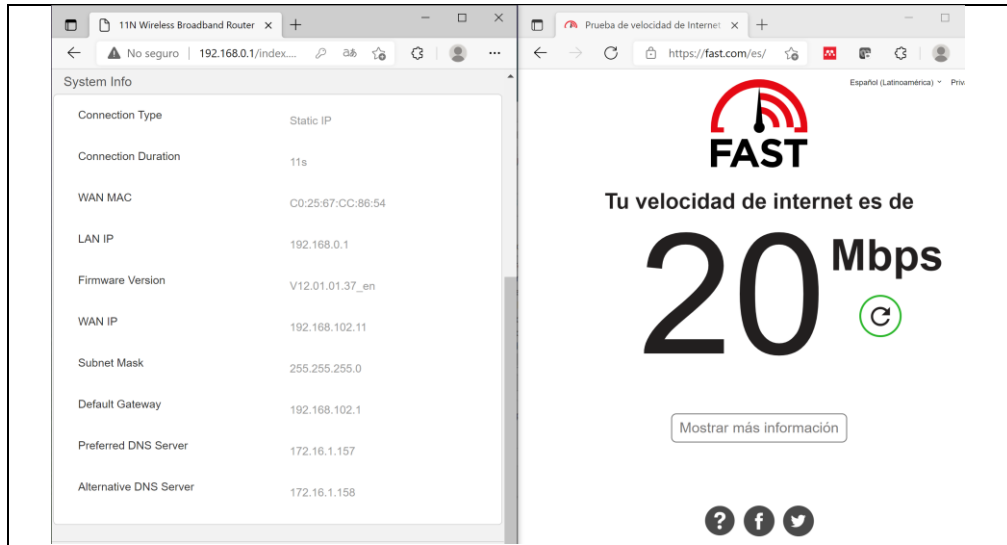 11N Wireless Broadband Router
No seguro | 192.168.0.1/index....
System Info
Connection Type Static IP
Connection Duration 11s
WAN MAC C0:25:67:CC:86:54
LAN IP 192.168.0.1
Firmware Version V12.01.01.37_en
WAN IP 192.168.102.11
Subnet Mask 255.255.255.0
Default Gateway 192.168.102.1
Preferred DNS Server 172.16.1.157
Alternative DNS Server 172.16.1.158
Prueba de velocidad de Internet
https://fast.com/es/
Español (Latinoamérica) Priv
FAST
Tu velocidad de internet es de
20 Mbps
Mostrar más información